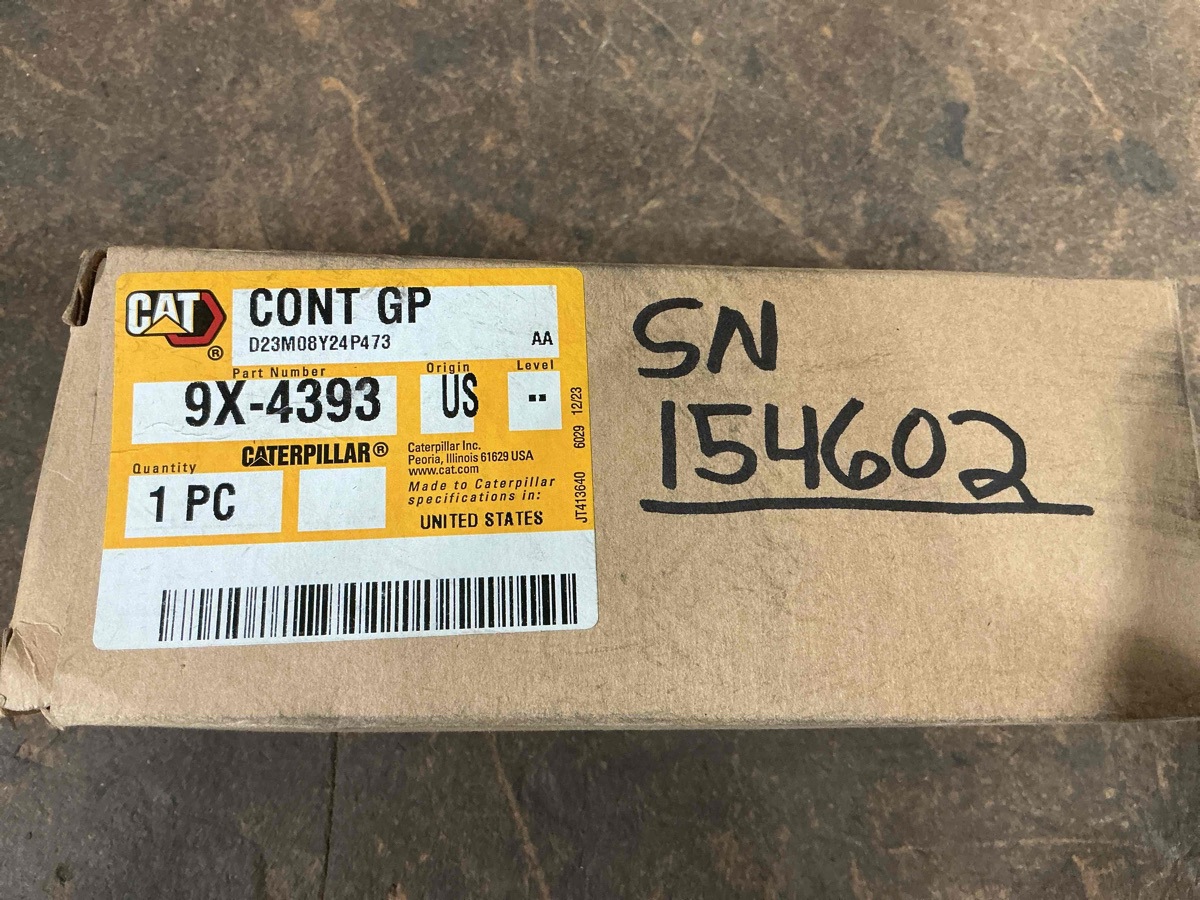 CAT®
CONT GP
D23M08Y24P473 AA
Part Number Origin Level
9X-4393 US --
CATERPILLAR®
Caterpillar Inc.
Peoria, Illinois 61629 USA
www.cat.com
Quantity
1 PC
Made to Caterpillar
specifications in:
UNITED STATES
JT413640 6029 12/23
SN
154602